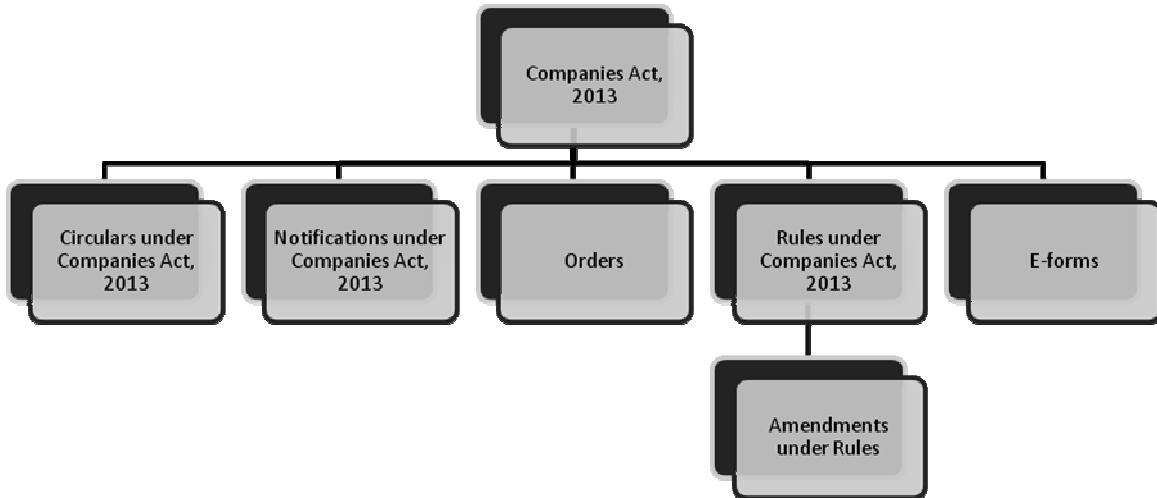 Companies Act,
2013
Circulars under
Companies Act,
2013
Notifications under
Companies Act,
2013
Orders
Rules under
Companies Act,
2013
E-forms
Amendments
under Rules